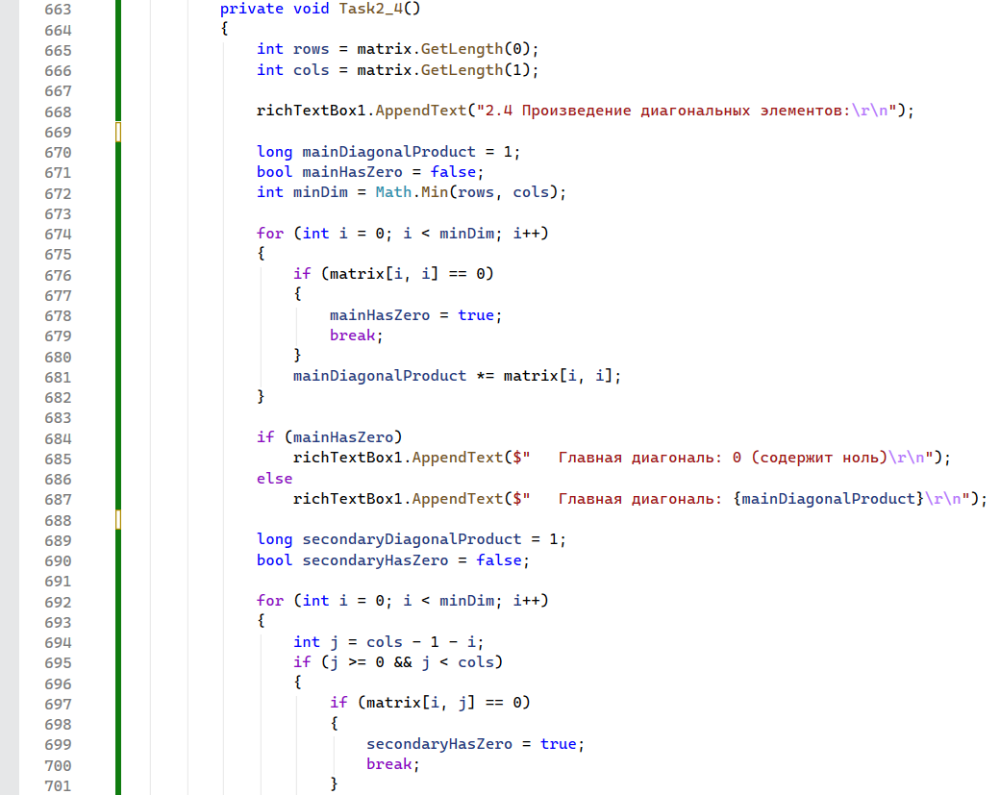 663 private void Task2_4()
664 {
665 int rows = matrix.GetLength(0);
666 int cols = matrix.GetLength(1);
667
668 richTextBox1.AppendText("2.4 Произведение диагональных элементов:\r\n");
669
670 long mainDiagonalProduct = 1;
671 bool mainHasZero = false;
672 int minDim = Math.Min(rows, cols);
673
674 for (int i = 0; i < minDim; i++)
675 {
676 if (matrix[i, i] == 0)
677 {
678 mainHasZero = true;
679 break;
680 }
681 mainDiagonalProduct *= matrix[i, i];
682 }
683
684 if (mainHasZero)
685 richTextBox1.AppendText($"   Главная диагональ: 0 (содержит ноль)\r\n");
686 else
687 richTextBox1.AppendText($"   Главная диагональ: {mainDiagonalProduct}\r\n");
688
689 long secondaryDiagonalProduct = 1;
690 bool secondaryHasZero = false;
691
692 for (int i = 0; i < minDim; i++)
693 {
694 int j = cols - 1 - i;
695 if (j >= 0 && j < cols)
696 {
697 if (matrix[i, j] == 0)
698 {
699 secondaryHasZero = true;
700 break;
701 }